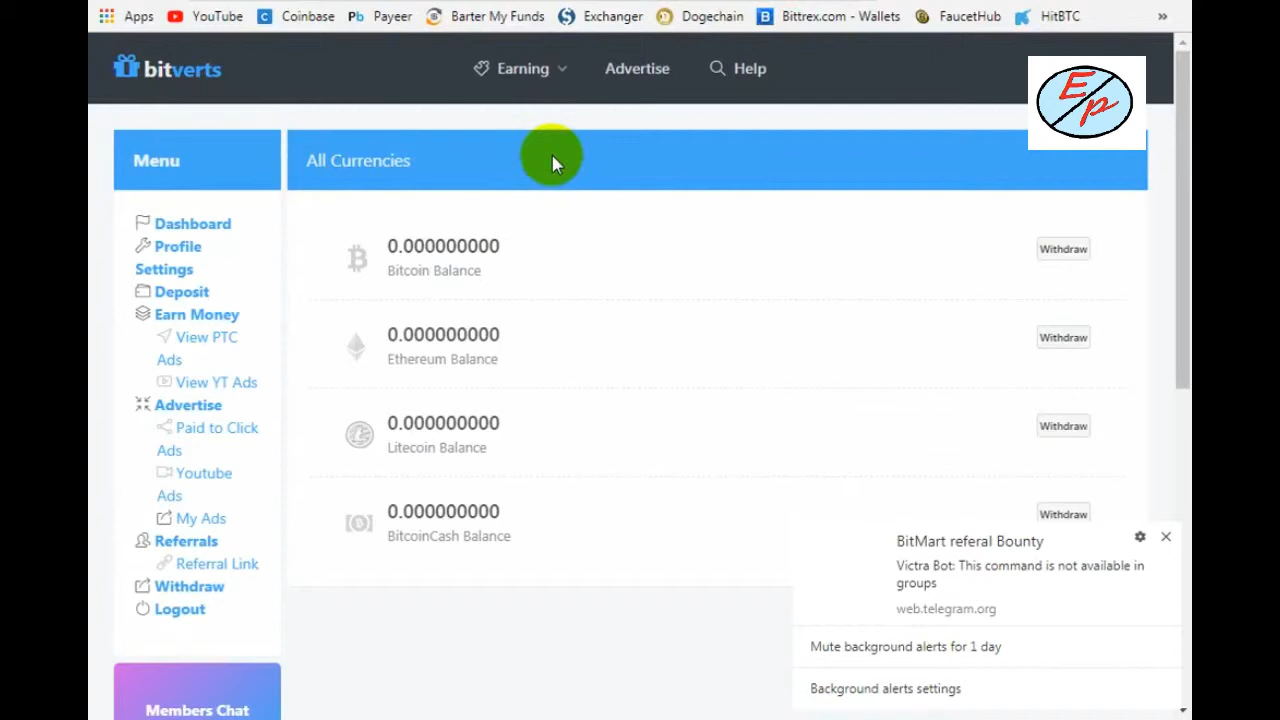 Apps YouTube Coinbase Payeer Barter My Funds Exchanger Dogechain Bittrex.com - Wallets FaucetHub HitBTC »
bitverts Earning Advertise Help
Ep
Menu
Dashboard
Profile
Settings
Deposit
Earn Money
View PTC
Ads
View YT Ads
Advertise
Paid to Click
Ads
Youtube
Ads
My Ads
Referrals
Referral Link
Withdraw
Logout
Members Chat
All Currencies
0.000000000
Bitcoin Balance
Withdraw
0.000000000
Ethereum Balance
Withdraw
0.000000000
Litecoin Balance
Withdraw
0.000000000
BitcoinCash Balance
Withdraw
BitMart referal Bounty
Victra Bot: This command is not available in
groups
web.telegram.org
Mute background alerts for 1 day
Background alerts settings